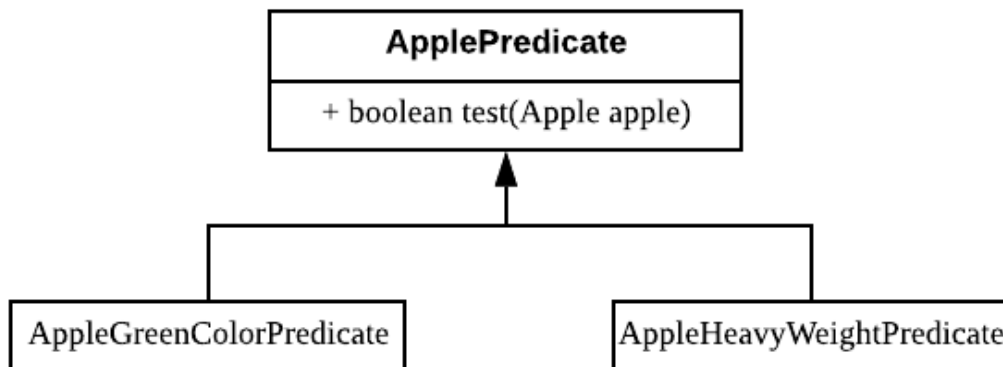 ApplePredicate
+ boolean test(Apple apple)
AppleGreenColorPredicate
AppleHeavyWeightPredicate